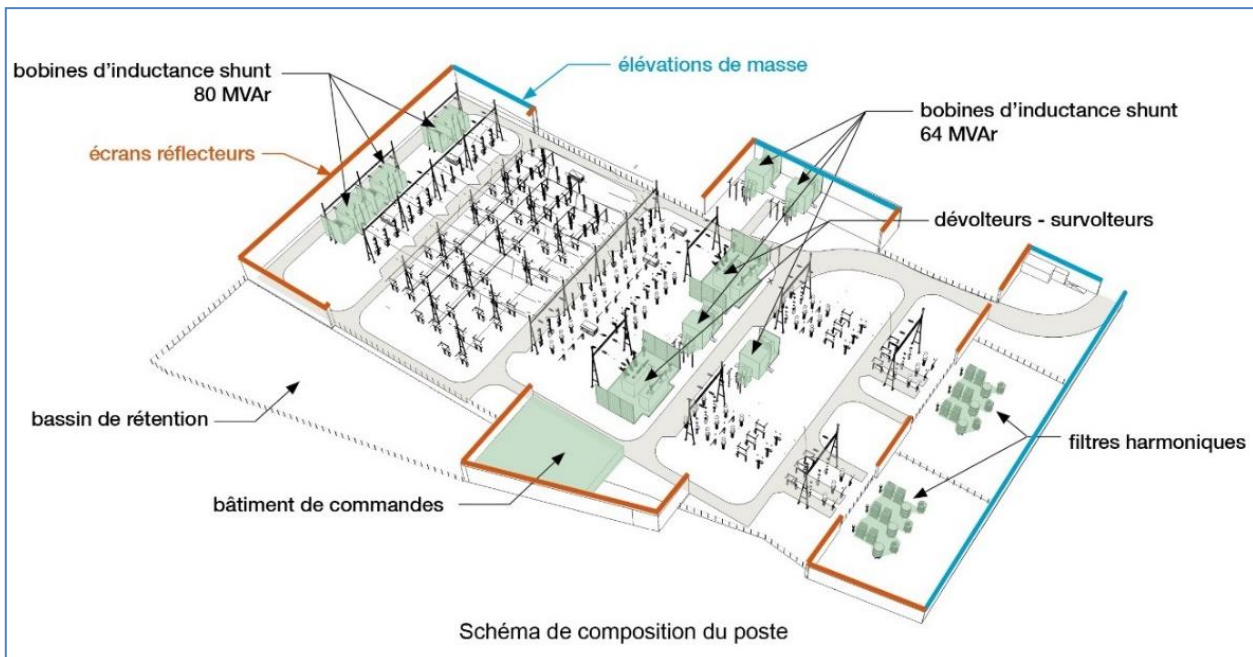 bobines d'inductance shunt
80 MVAr
élévations de masse
bobines d'inductance shunt
64 MVAr
écrans réflecteurs
dévolteurs - survolteurs
bassin de rétention
filtres harmoniques
bâtiment de commandes
Schéma de composition du poste